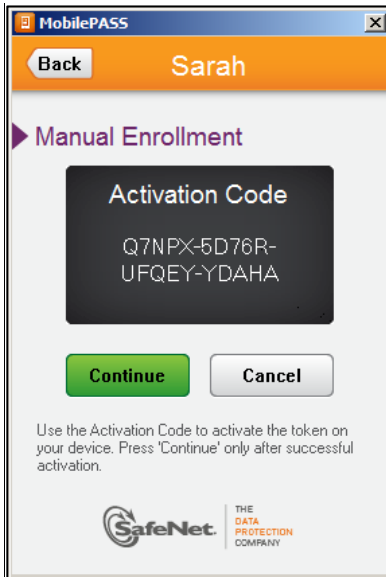 MobilePASS
Back
Sarah
Manual Enrollment
Activation Code
Q7NPX-5D76R-
UFQEY-YDAHA
Continue
Cancel
Use the Activation Code to activate the token on
your device. Press 'Continue' only after successful
activation.
SafeNet.
THE
DATA
PROTECTION
COMPANY